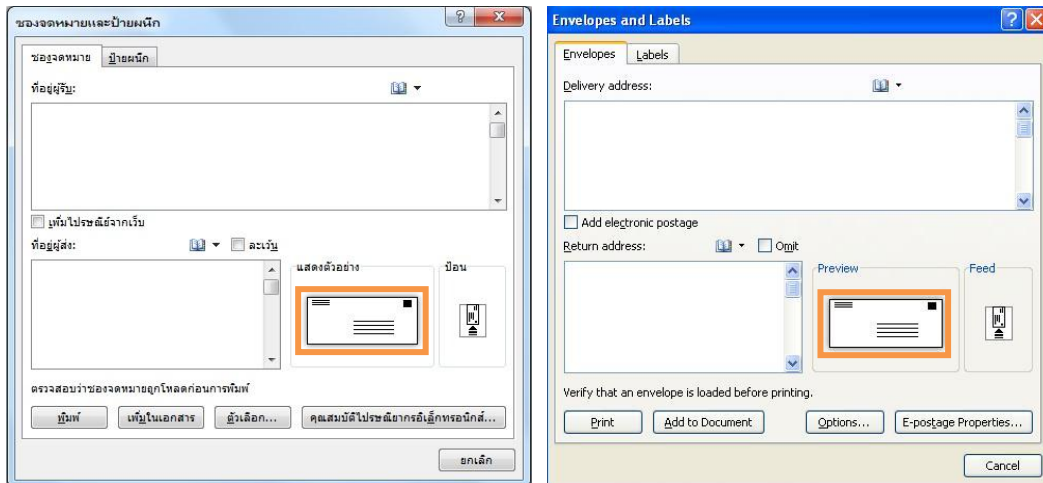 ซองจดหมายและป้ายผนึก
ซองจดหมาย ป้ายผนึก
ที่อยู่ผู้รับ:
เพิ่มไปรษณีย์จากเว็บ
ที่อยู่ผู้ส่ง: ละเว้น
แสดงตัวอย่าง ป้อน
ตรวจสอบว่าซองจดหมายถูกโหลดก่อนการพิมพ์
พิมพ์ เพิ่มในเอกสาร ตัวเลือก... คุณสมบัติไปรษณียากรอิเล็กทรอนิกส์...
ยกเลิก
Envelopes and Labels
Envelopes Labels
Delivery address:
Add electronic postage
Return address: Omit
Preview Feed
Verify that an envelope is loaded before printing.
Print Add to Document Options... E-postage Properties...
Cancel